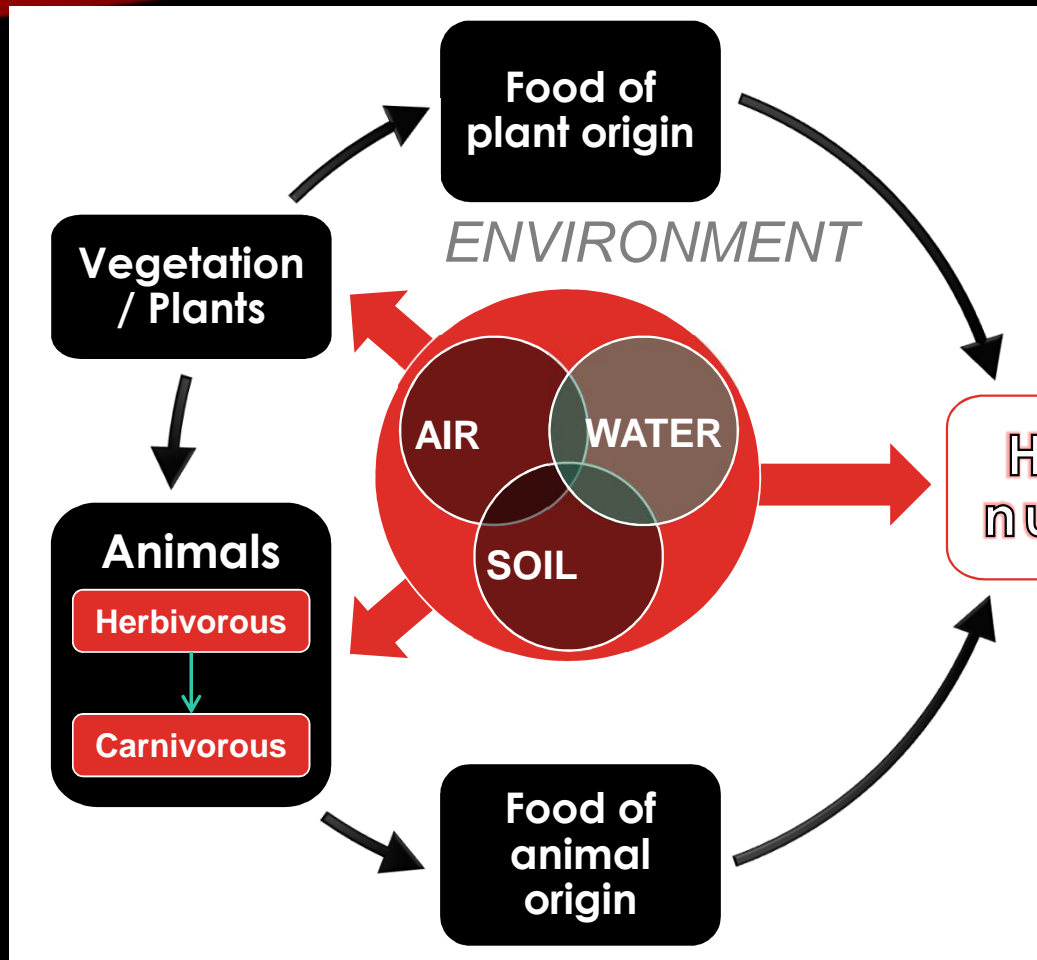 Food of
plant origin
ENVIRONMENT
Vegetation
/ Plants
AIR
WATER
SOIL
Animals
Herbivorous
Carnivorous
Food of
animal
origin